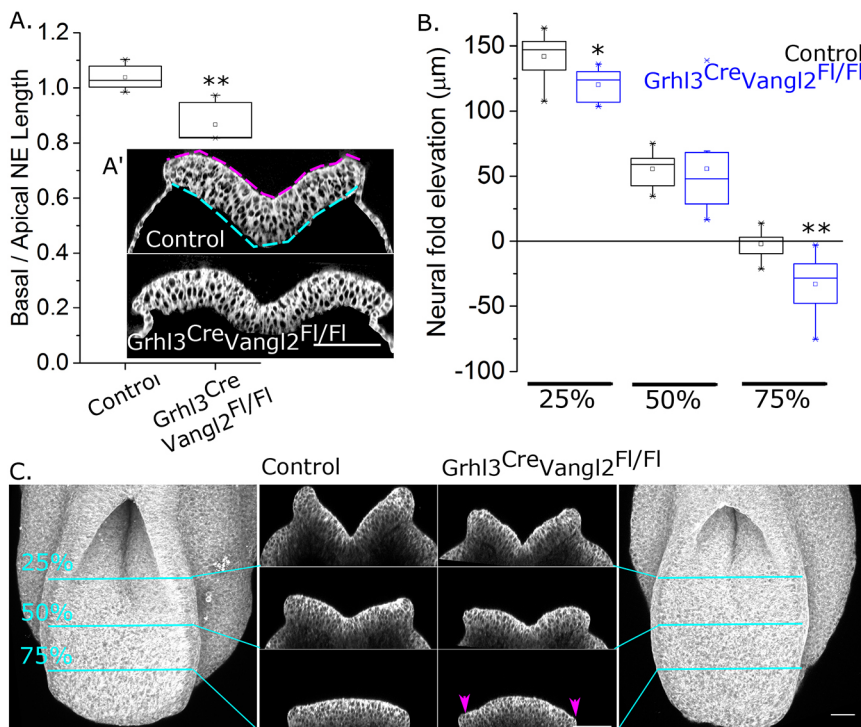 A.
Basal / Apical NE Length
1.2
1.0
0.8
0.6
0.4
0.2
0.0
**
A'
Control
Grhl3CreVangl2Fl/Fl
Control
Grhl3Cre
Vangl2Fl/Fl
B.
Neural fold elevation (μm)
150
100
50
0
-50
-100
*
**
Control
Grhl3CreVangl2Fl/Fl
25%
50%
75%
C.
Control
Grhl3CreVangl2Fl/Fl
25%
50%
75%